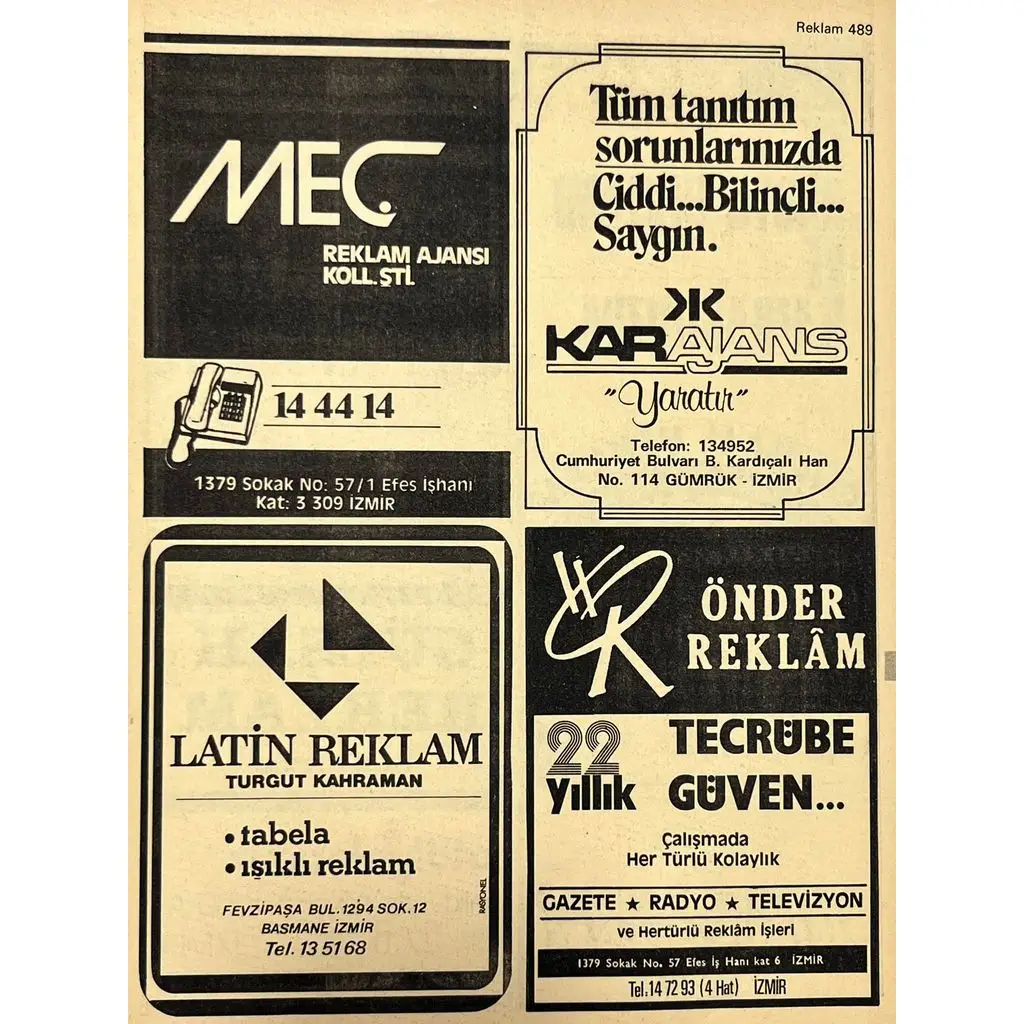 Reklam 489
MEC
REKLAM AJANSI
KOLL.ŞTİ.
14 44 14
1379 Sokak No: 57/1 Efes işhanı
Kat: 3 309 İZMİR
Tüm tanıtım
sorunlarınızda
Ciddi...Bilinçli...
Saygın.
KARAJANS
"Yaratır"
Telefon: 134952
Cumhuriyet Bulvarı B. Kardıçalı Han
No. 114 GÜMRÜK - İZMİR
LATİN REKLAM
TURGUT KAHRAMAN
• tabela
• ışıklı reklam
RASYONEL
FEVZİPAŞA BUL. 1294 SOK. 12
BASMANE İZMİR
Tel. 13 51 68
ÖNDER
REKLÂM
22 yıllık
TECRÜBE
GÜVEN...
Çalışmada
Her Türlü Kolaylık
GAZETE ★ RADYO ★ TELEVİZYON
ve Hertürlü Reklâm İşleri
1379 Sokak No. 57 Efes İş Hanı kat 6 İZMİR
Tel: 14 72 93 (4 Hat) İZMİR